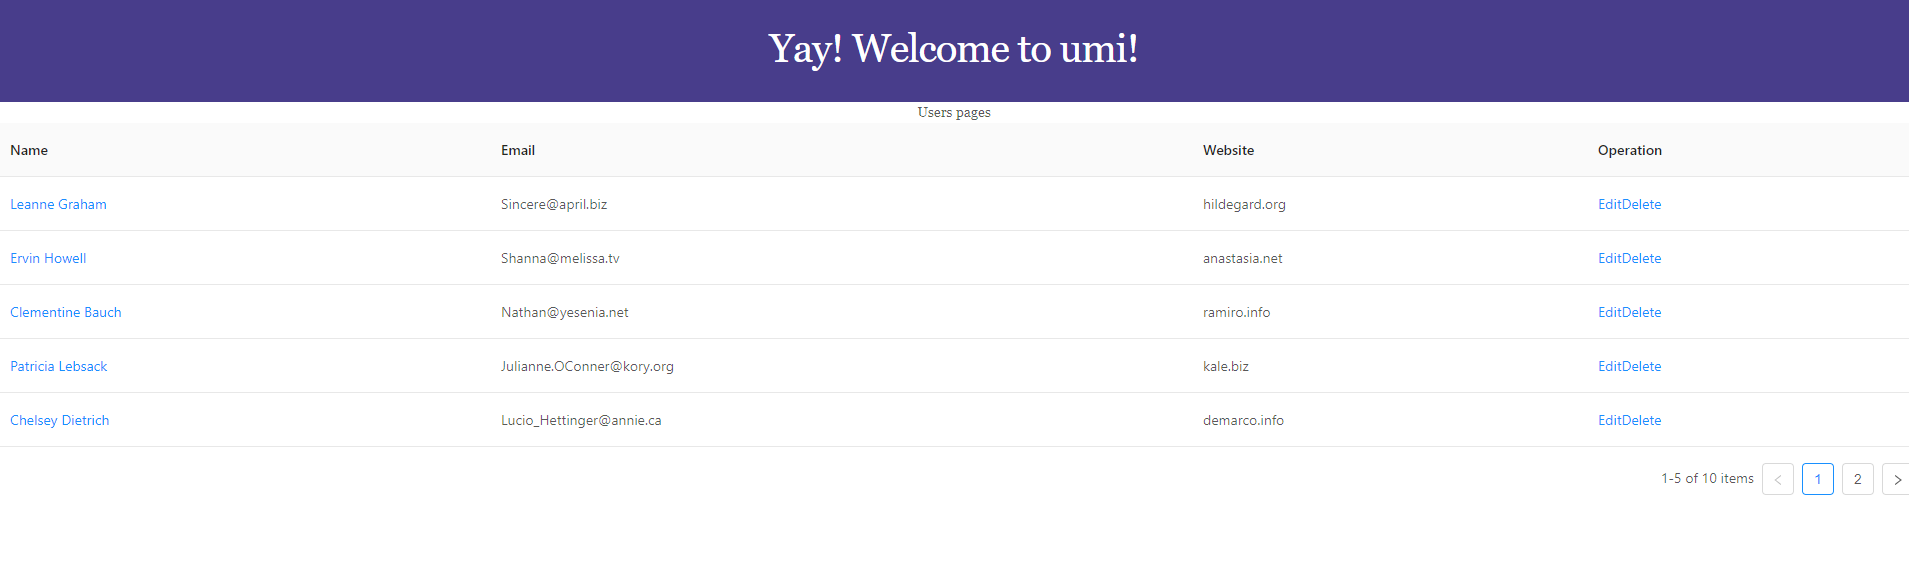 Yay! Welcome to umi!
Users pages
Name Email Website Operation
Leanne Graham Sincere@april.biz hildegard.org EditDelete
Ervin Howell Shanna@melissa.tv anastasia.net EditDelete
Clementine Bauch Nathan@yesenia.net ramiro.info EditDelete
Patricia Lebsack Julianne.OConner@kory.org kale.biz EditDelete
Chelsey Dietrich Lucio_Hettinger@annie.ca demarco.info EditDelete
1-5 of 10 items < 1 2 >